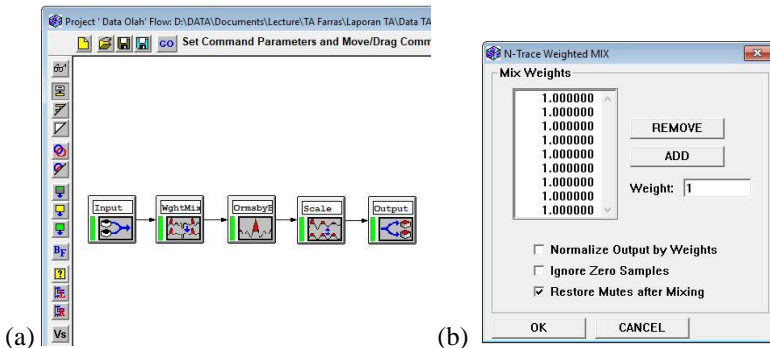 Project ' Data Olah' Flow: D:\DATA\Documents\Lecture\TA Farras\Laporan TA\Data TA
GO Set Command Parameters and Move/Drag Comm
Input
WghtMix
OrmsbyB
Scale
Output
BF
?
Vs
(a)
N-Trace Weighted MIX
Mix Weights
1.000000
1.000000
1.000000
1.000000
1.000000
1.000000
1.000000
1.000000
1.000000
REMOVE
ADD
Weight: 1
Normalize Output by Weights
Ignore Zero Samples
Restore Mutes after Mixing
OK
CANCEL
(b)